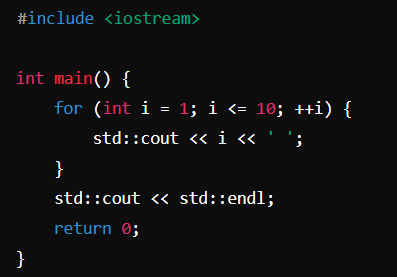 #include <iostream>

int main() {
    for (int i = 1; i <= 10; ++i) {
        std::cout << i << ' ';
    }
    std::cout << std::endl;
    return 0;
}